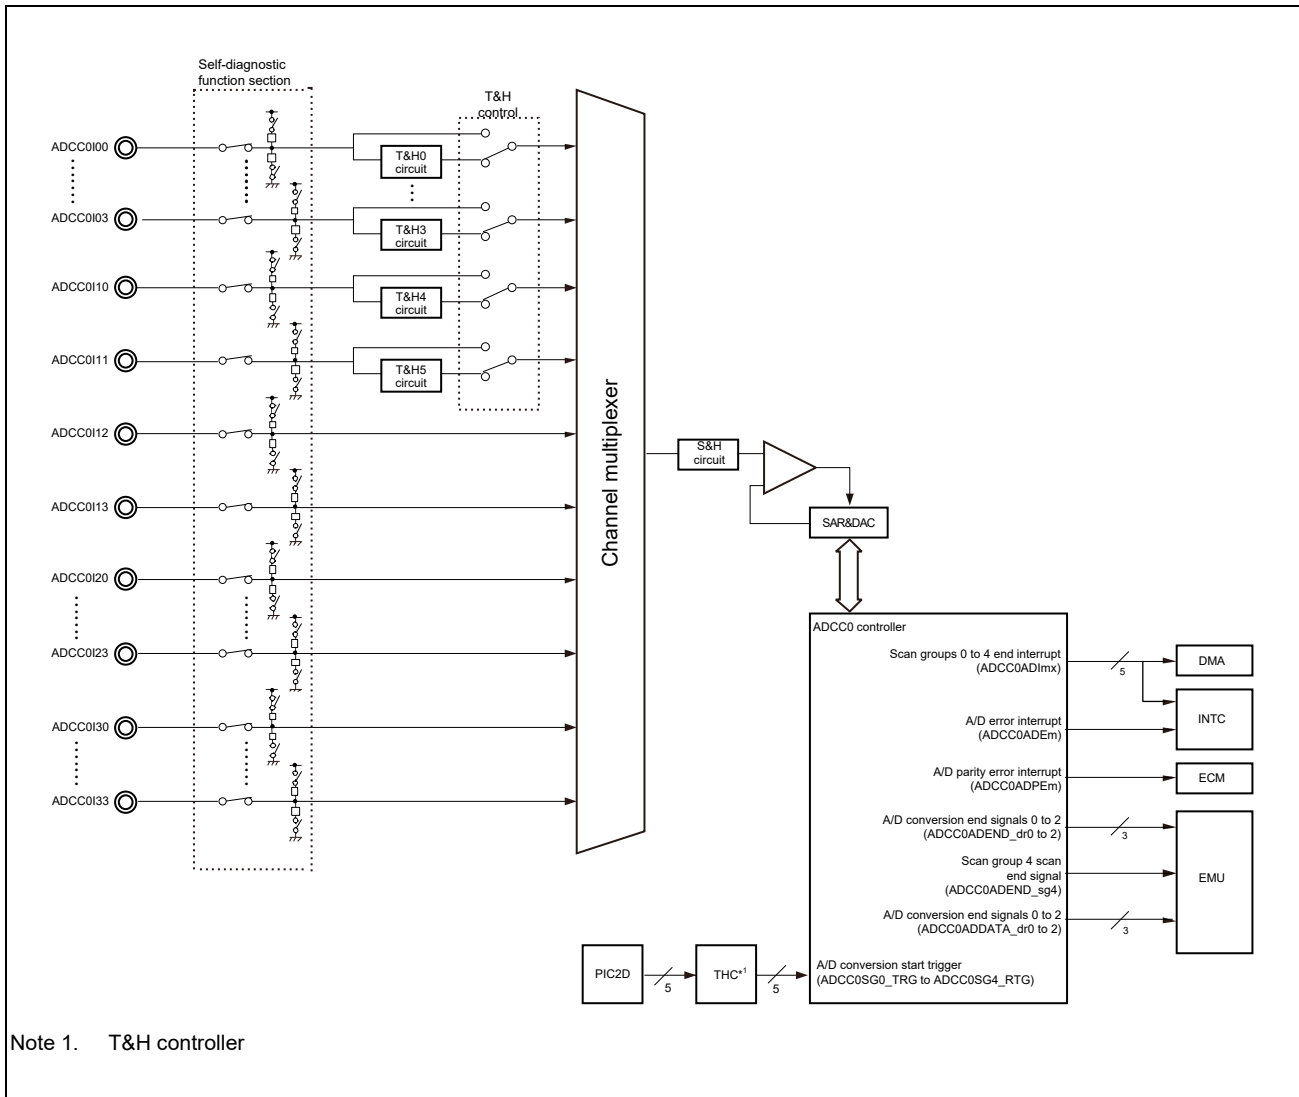 Self-diagnostic
function section
T&H
control
ADCC0I00
T&H0
circuit
ADCC0I03
T&H3
circuit
ADCC0I10
T&H4
circuit
ADCC0I11
T&H5
circuit
ADCC0I12
ADCC0I13
ADCC0I20
ADCC0I23
ADCC0I30
ADCC0I33
Channel multiplexer
S&H
circuit
SAR&DAC
ADCC0 controller
Scan groups 0 to 4 end interrupt
(ADCC0ADImx)
5
DMA
INTC
A/D error interrupt
(ADCC0ADEm)
A/D parity error interrupt
(ADCC0ADPEm)
ECM
A/D conversion end signals 0 to 2
(ADCC0ADEND_dr0 to 2)
3
Scan group 4 scan
end signal
(ADCC0ADEND_sg4)
EMU
A/D conversion end signals 0 to 2
(ADCC0ADDATA_dr0 to 2)
3
PIC2D
5
THC*1
5
A/D conversion start trigger
(ADCC0SG0_TRG to ADCC0SG4_RTG)
Note 1. T&H controller